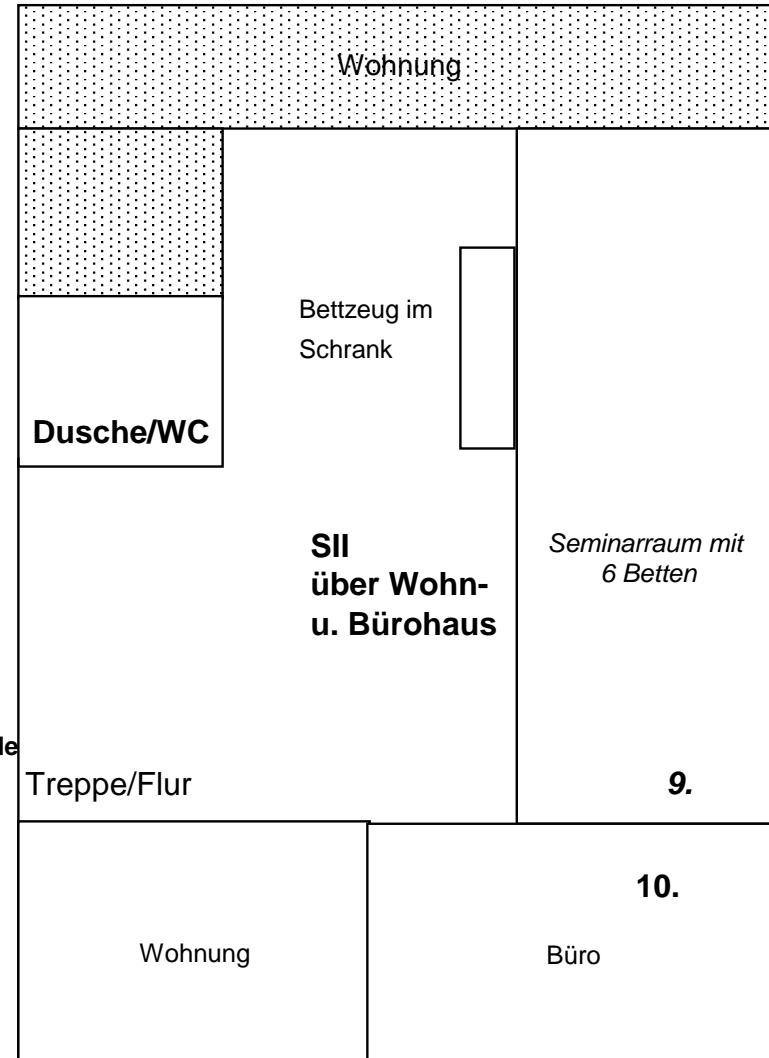 Wohnung
Bettzeug im
Schrank
Dusche/WC
SII
über Wohn-
u. Bürohaus
Seminarraum mit
6 Betten
le
Treppe/Flur
9.
10.
Wohnung
Büro